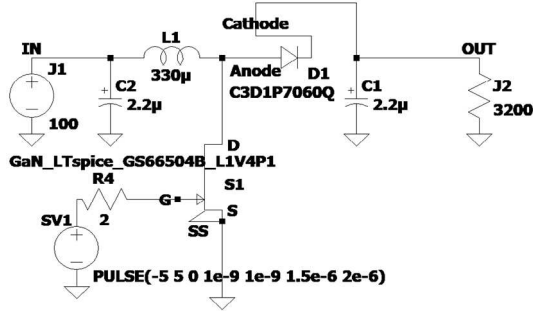 Cathode
IN
L1
OUT
J1
330µ
Anode
D1
C2
C1
J2
C3D1P7060Q
2.2µ
2.2µ
3200
100
D
GaN_LTspice_GS66504B_L1V4P1
R4
S1
G
SV1
2
S
SS
PULSE(-5 5 0 1e-9 1e-9 1.5e-6 2e-6)